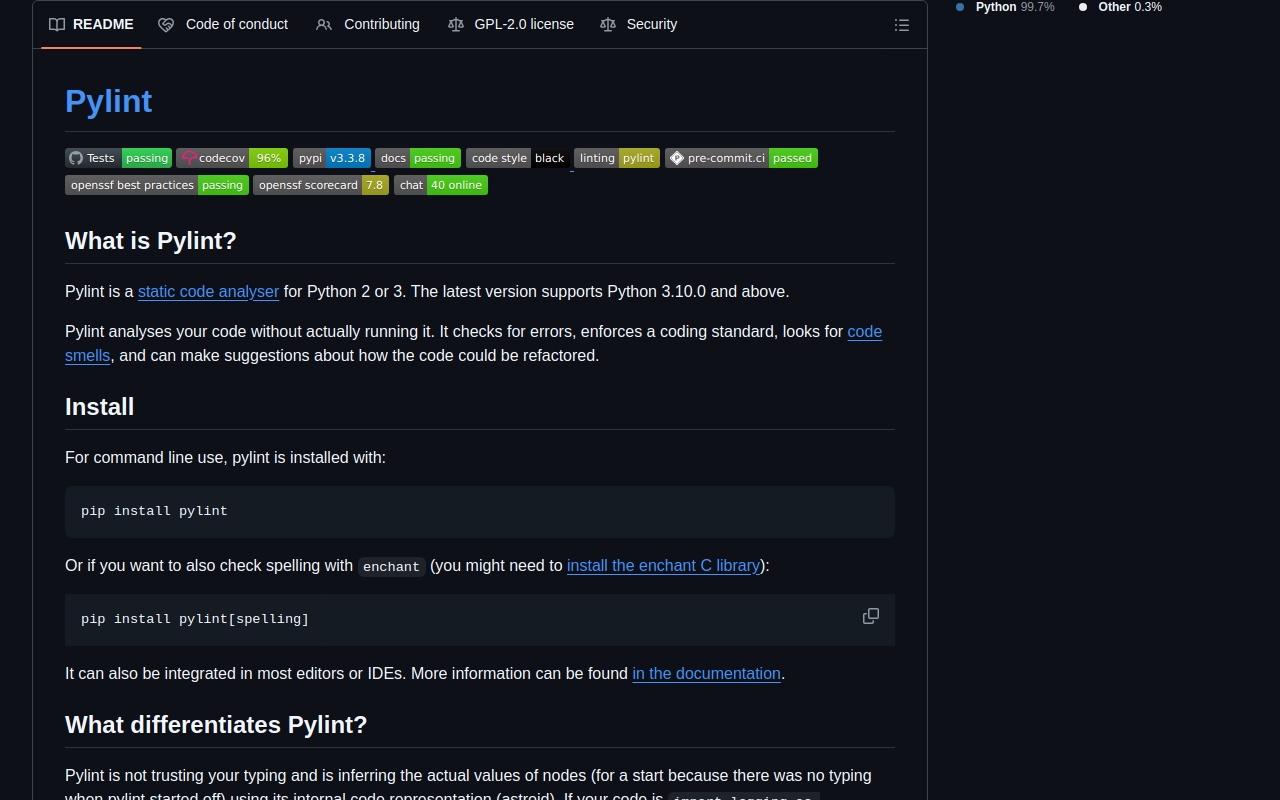 README Code of conduct Contributing GPL-2.0 license Security
Python 99.7% Other 0.3%
Pylint
Tests passing codecov 96% pypi v3.3.8 docs passing code style black linting pylint pre-commit.ci passed
openssf best practices passing openssf scorecard 7.8 chat 40 online
What is Pylint?
Pylint is a static code analyser for Python 2 or 3. The latest version supports Python 3.10.0 and above.
Pylint analyses your code without actually running it. It checks for errors, enforces a coding standard, looks for code
smells, and can make suggestions about how the code could be refactored.
Install
For command line use, pylint is installed with:
pip install pylint
Or if you want to also check spelling with enchant (you might need to install the enchant C library):
pip install pylint[spelling]
It can also be integrated in most editors or IDEs. More information can be found in the documentation.
What differentiates Pylint?
Pylint is not trusting your typing and is inferring the actual values of nodes (for a start because there was no typing
when pylint started off) using its internal code representation (astroid). If your code is import logging as